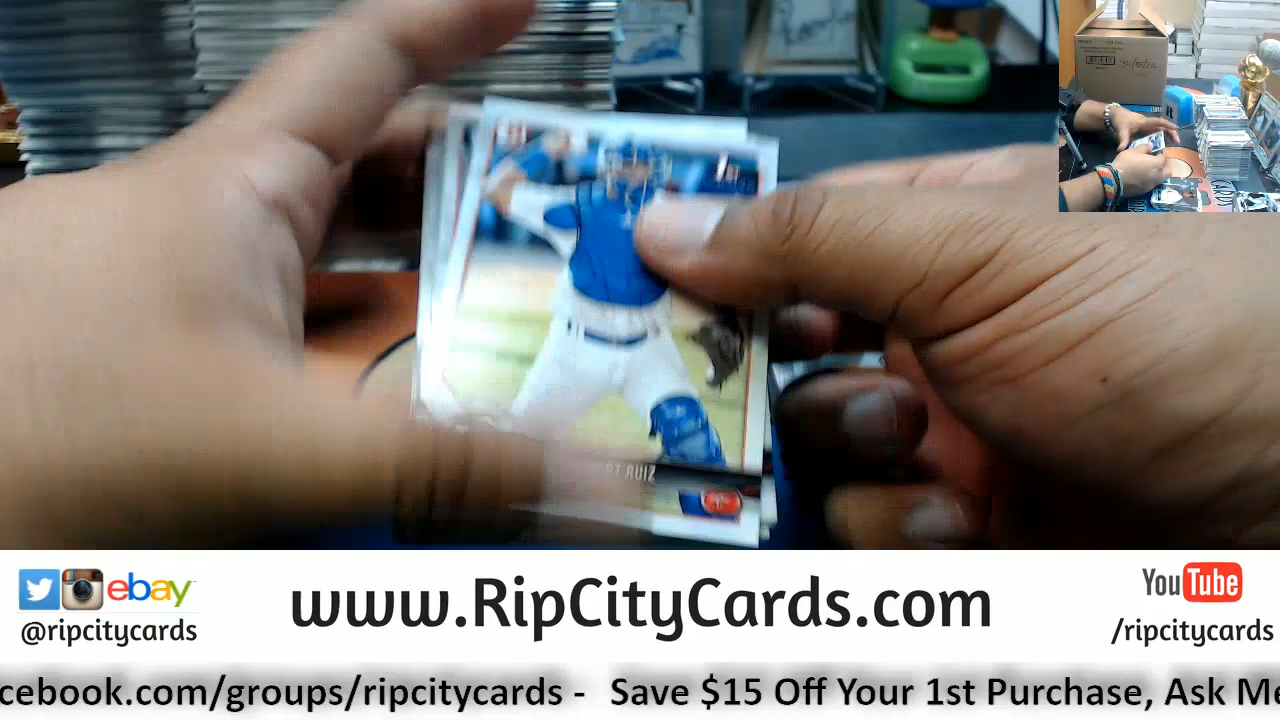 RUIZ
ebay
@ripcitycards
www.RipCityCards.com
YouTube
/ripcitycards
cebook.com/groups/ripcitycards - Save $15 Off Your 1st Purchase, Ask Me